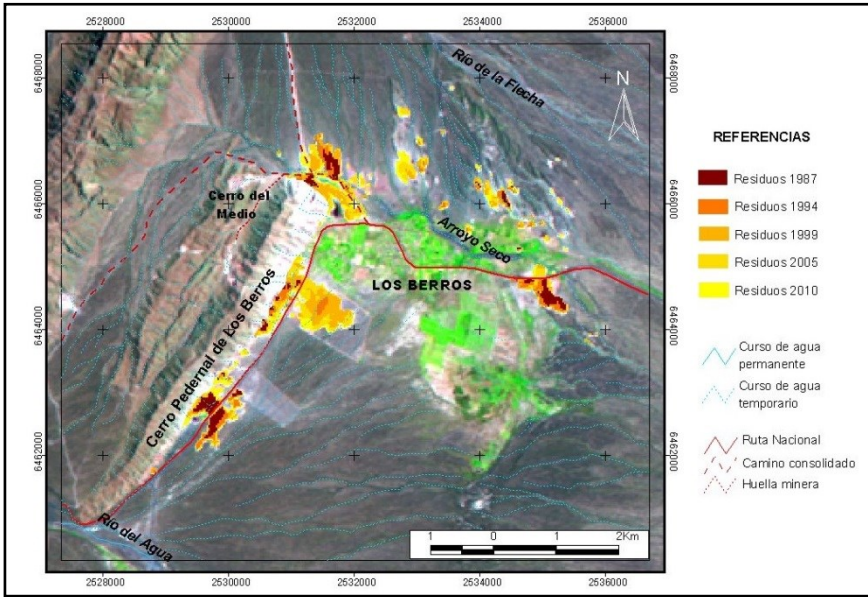 2528000 2530000 2532000 2534000 2536000
6468000
6466000
6464000
6462000
Río de la Flecha
N
Cerro del
Medio
Arroyo Seco
LOS BERROS
Cerro Pedernal de Los Berros
Río del Agua
1 0 1 2Km
6468000
6466000
6464000
6462000
2528000 2530000 2532000 2534000 2536000
REFERENCIAS
Residuos 1987
Residuos 1994
Residuos 1999
Residuos 2005
Residuos 2010
Curso de agua
permanente
Curso de agua
temporario
Ruta Nacional
Camino consolidado
Huella minera